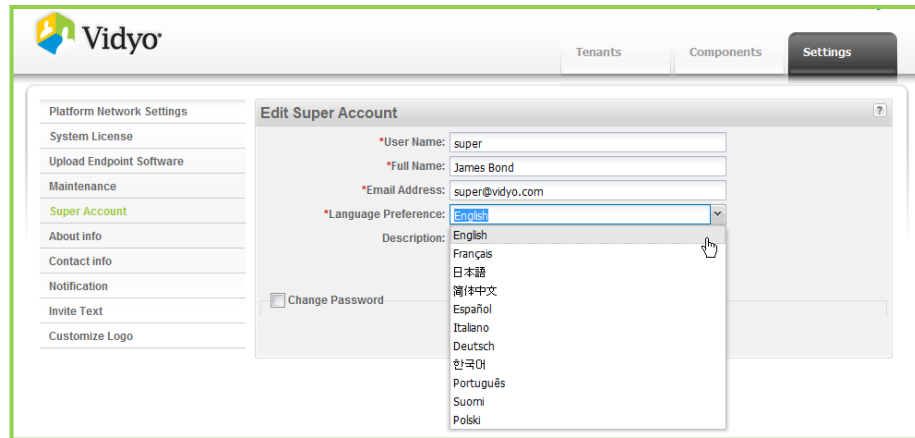 Vidyo
Tenants
Components
Settings
Platform Network Settings
System License
Upload Endpoint Software
Maintenance
Super Account
About info
Contact info
Notification
Invite Text
Customize Logo
Edit Super Account
?
*User Name: super
*Full Name: James Bond
*Email Address: super@vidyo.com
*Language Preference: English
Description:
English
Français
日本語
简体中文
Español
Italiano
Deutsch
한국어
Português
Suomi
Polski
Change Password